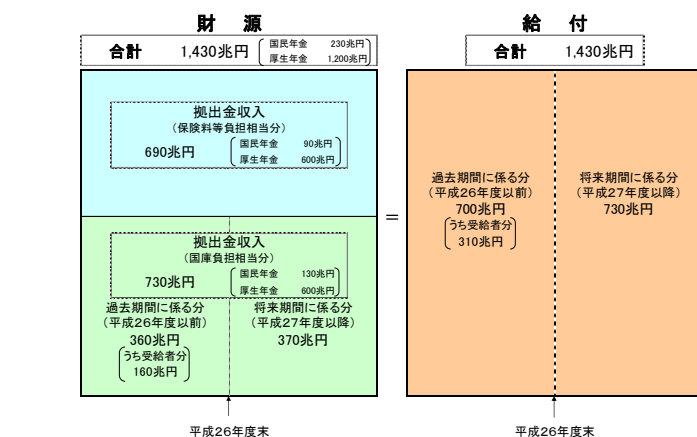 財　源
合計　1,430兆円
国民年金　230兆円
厚生年金　1,200兆円
拠出金収入
（保険料等負担相当分）
690兆円
国民年金　90兆円
厚生年金　600兆円
拠出金収入
（国庫負担相当分）
730兆円
国民年金　130兆円
厚生年金　600兆円
過去期間に係る分
（平成26年度以前）
360兆円
うち受給者分
160兆円
将来期間に係る分
（平成27年度以降）
370兆円
平成26年度末
＝
給　付
合計　1,430兆円
過去期間に係る分
（平成26年度以前）
700兆円
うち受給者分
310兆円
将来期間に係る分
（平成27年度以降）
730兆円
平成26年度末